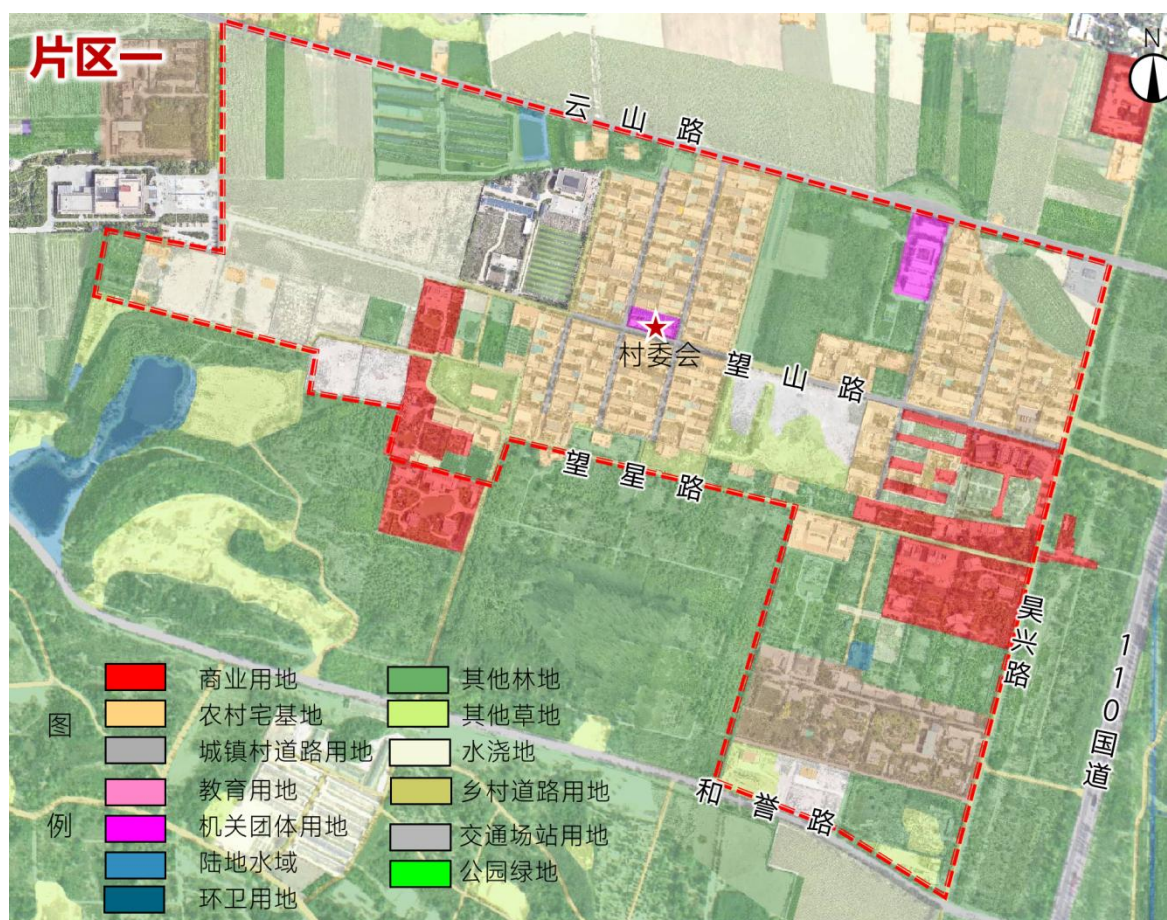 片区一
N
云山路
村委会
望山路
望星路
昊兴路
110国道
和誉路
图例
商业用地
农村宅基地
城镇村道路用地
教育用地
机关团体用地
陆地水域
环卫用地
其他林地
其他草地
水浇地
乡村道路用地
交通场站用地
公园绿地